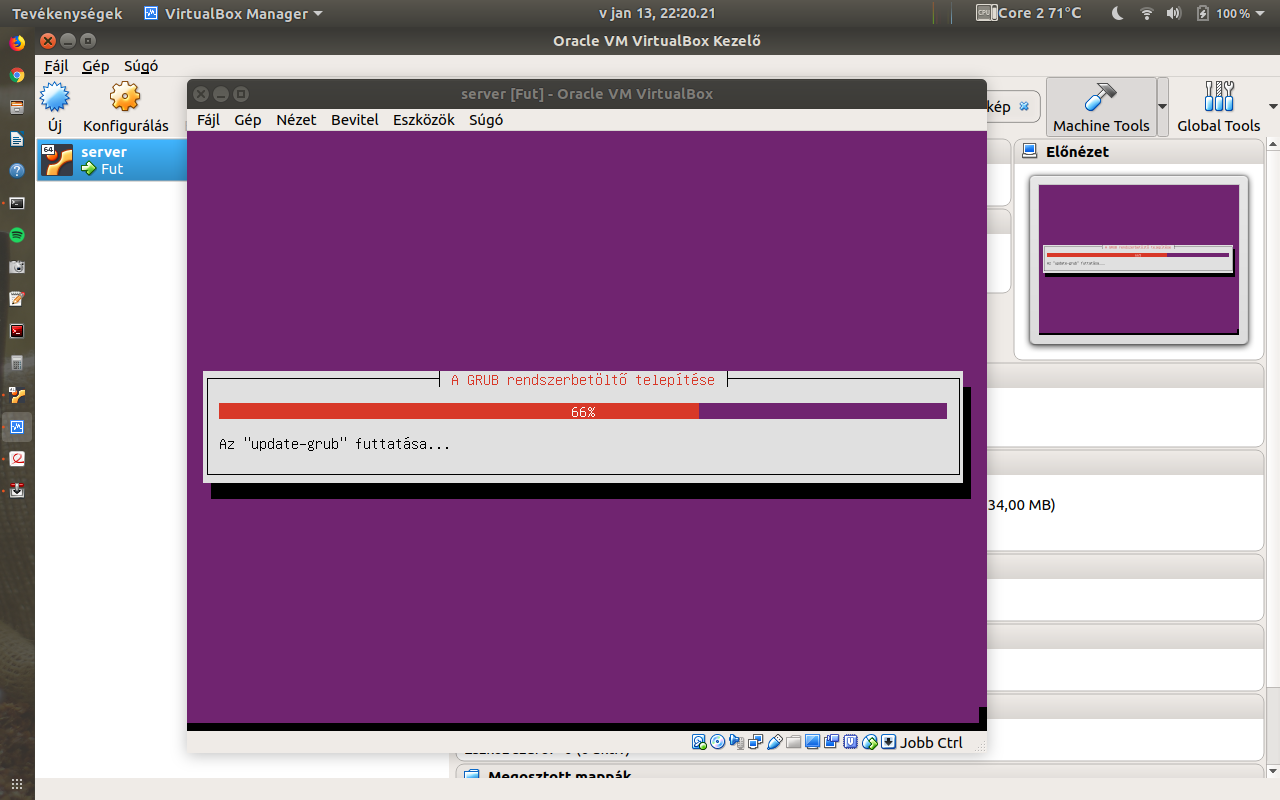 Tevékenységek
VirtualBox Manager
v jan 13, 22:20.21
Core 2 71°C
100 %
Oracle VM VirtualBox Kezelő
Fájl Gép Súgó
Új
Konfigurálás
kép
Machine Tools
Global Tools
64
server
Fut
server [Fut] - Oracle VM VirtualBox
Fájl Gép Nézet Bevitel Eszközök Súgó
Előnézet
A GRUB rendszerbetöltő telepítése
66%
Az "update-grub" futtatása...
34,00 MB)
Jobb Ctrl
Megosztott mappák